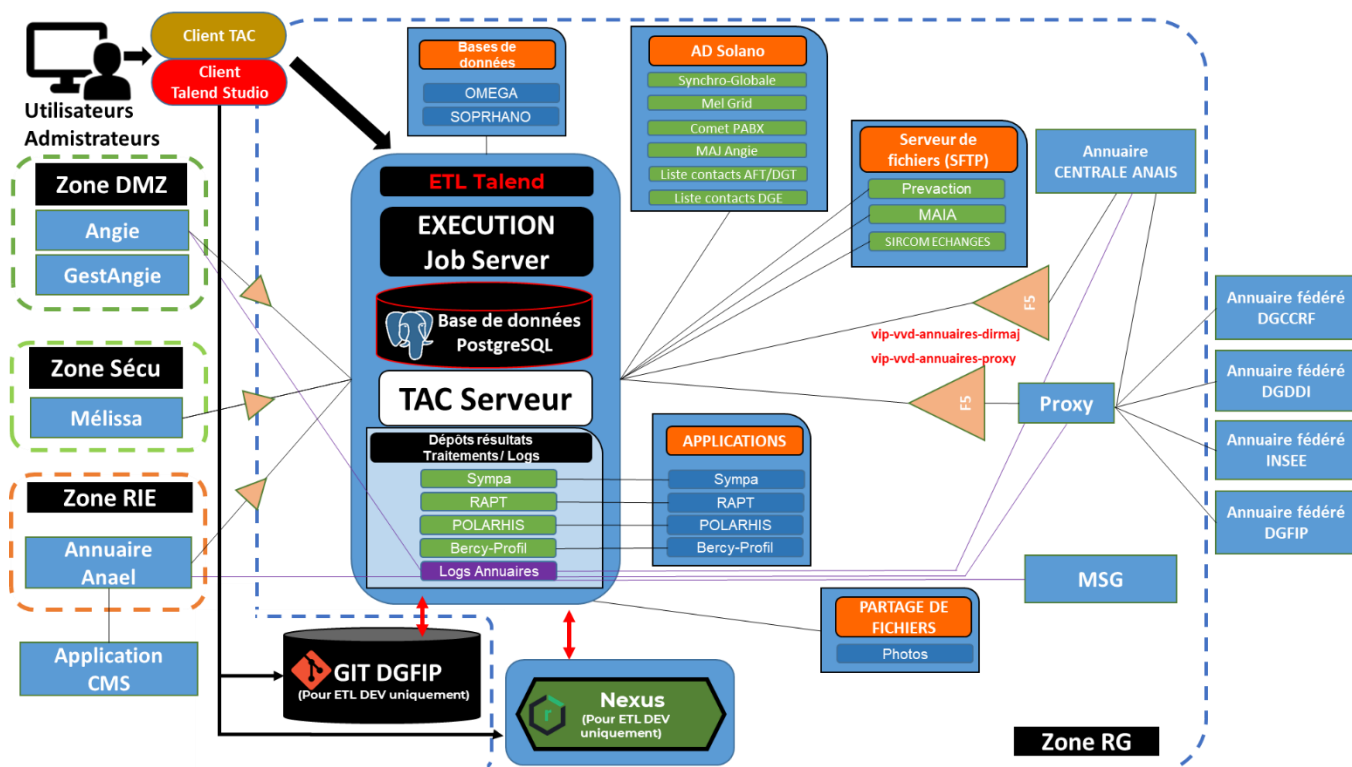 Client TAC
Client
Talend Studio
Utilisateurs
Admistrateurs
Bases de
données
OMEGA
SOPRHANO
AD Solano
Synchro-Globale
Mel Grid
Comet PABX
MAJ Angie
Liste contacts AFT/DGT
Liste contacts DGE
Serveur de
fichiers (SFTP)
Prevaction
MAIA
SIRCOM ECHANGES
Annuaire
CENTRALE ANAIS
Zone DMZ
Angie
GestAngie
Zone Sécu
Mélissa
Zone RIE
Annuaire
Anael
Application
CMS
ETL Talend
EXECUTION
Job Server
Base de données
PostgreSQL
TAC Serveur
Dépôts résultats
Traitements / Logs
Sympa
RAPT
POLARHIS
Bercy-Profil
Logs Annuaires
APPLICATIONS
Sympa
RAPT
POLARHIS
Bercy-Profil
F5
vip-vvd-annuaires-dirmaj
vip-vvd-annuaires-proxy
F5
Proxy
Annuaire fédéré
DGCCRF
Annuaire fédéré
DGDDI
Annuaire fédéré
INSEE
Annuaire fédéré
DGFIP
MSG
PARTAGE DE
FICHIERS
Photos
GIT DGFIP
(Pour ETL DEV uniquement)
r
Nexus
(Pour ETL DEV
uniquement)
Zone RG